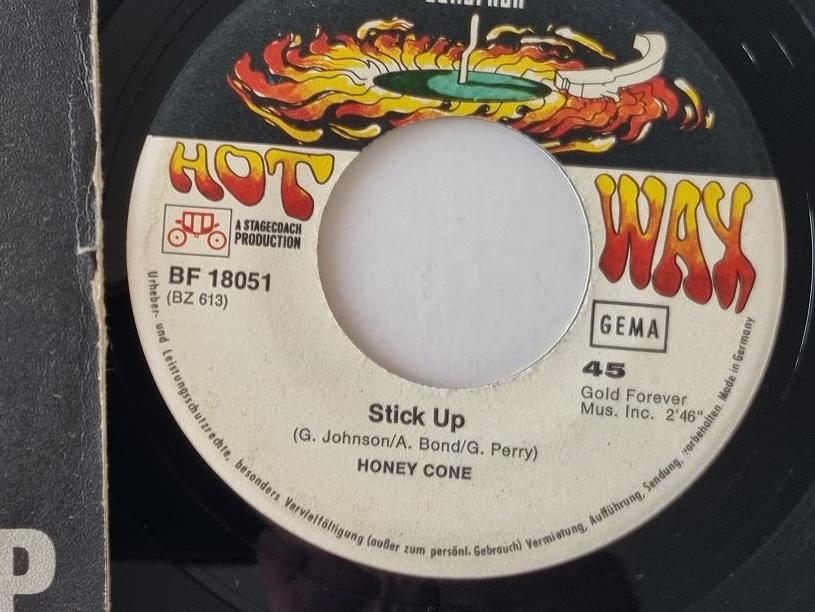 HOT WAX
A STAGECOACH
PRODUCTION
BF 18051
(BZ 613)
GEMA
45
Gold Forever
Mus. Inc. 2'46"
Stick Up
(G. Johnson/A. Bond/G. Perry)
HONEY CONE
Urheber- und Leistungsschutzrechte, besonders Vervielfältigung (außer zum persönl. Gebrauch) Vermietung, Aufführung, Sendung, vorbehalten. Made in Germany
P